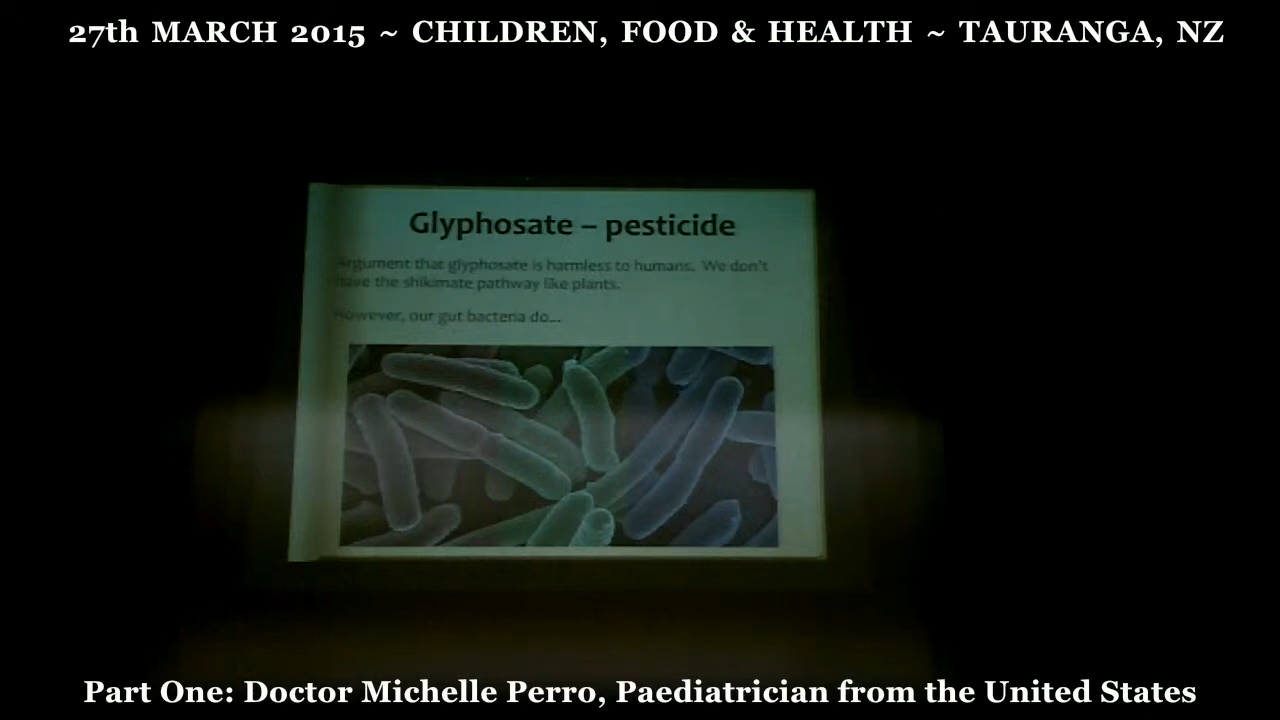 27th MARCH 2015 ~ CHILDREN, FOOD & HEALTH ~ TAURANGA, NZ
Glyphosate – pesticide
Argument that glyphosate is harmless to humans. We don't
have the shikimate pathway like plants.
However, our gut bacteria do...
Part One: Doctor Michelle Perro, Paediatrician from the United States